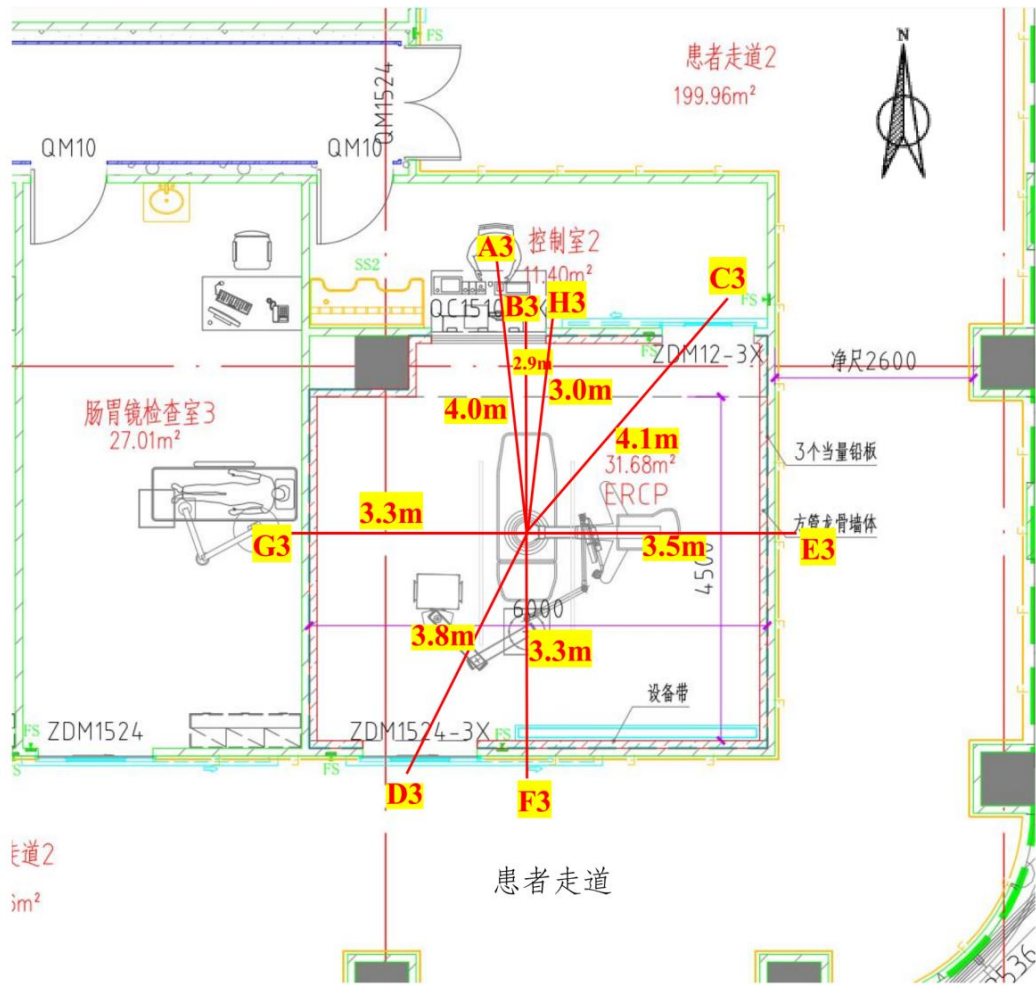 FS
患者走道2
199.96m²
N
QM1524
QM10
QM10
A3
控制室2
11.40m²
SS2
C3
FS
B3
H3
FS
ZDM12-3X
2.9m
3.0m
净尺2600
4.0m
肠胃镜检查室3
27.01m²
4.1m
31.68m²
ERCP
3个当量铅板
3.3m
方管龙骨墙体
G3
3.5m
E3
4500
6000
3.8m
3.3m
设备带
FS
ZDM1524
ZDM1524-3X
FS
FS
D3
F3
患者走道